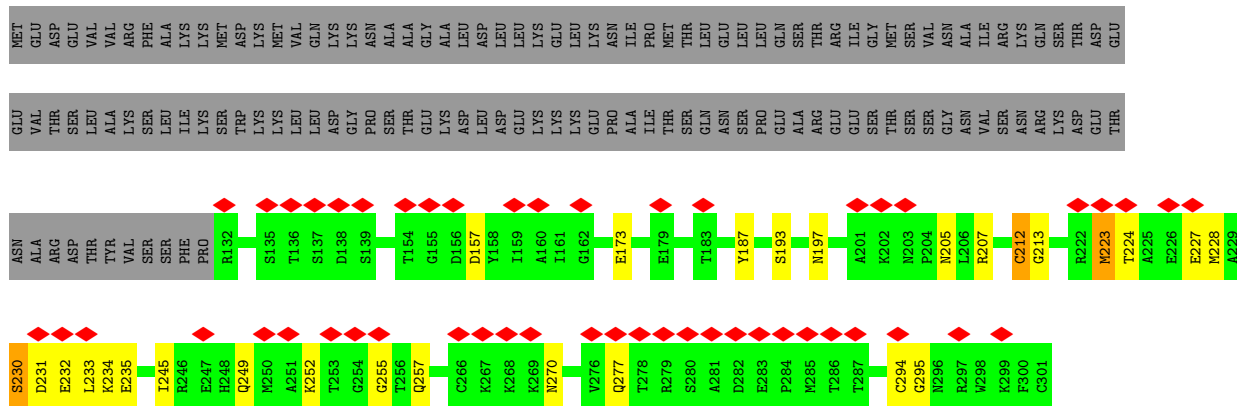 MET GLU ASP GLU VAL VAL ARG PHE ALA LYS LYS MET ASP LYS MET VAL GLN LYS LYS ASN ALA ALA GLY ALA LEU ASP LEU LEU LYS GLU LEU LYS ASN ILE PRO MET THR LEU GLU LEU LEU GLN SER THR ARG ILE GLY MET SER VAL ASN ALA ILE ARG LYS GLN SER THR ASP GLU
GLU VAL THR SER LEU ALA LYS SER LEU ILE LYS SER TRP LYS LYS LEU LEU ASP GLY PRO SER THR GLU LYS ASP LEU ASP GLU LYS LYS LYS GLU PRO ALA ILE THR SER GLN ASN SER PRO GLU ALA ARG GLU GLU SER THR SER SER GLY ASN VAL SER ASN ARG LYS ASP GLU THR
ASN ALA ARG ASP THR TYR VAL SER SER PHE PRO R132 S135 T136 S137 D138 S139 T154 G155 D156 D157 Y158 I159 A160 I161 G162 E173 E179 T183 Y187 S193 N197 A201 K202 N203 P204 N205 L206 R207 C212 G213 R222 M223 T224 A225 E226 E227 M228 A229
S230 D231 E232 L233 K234 E235 I245 R246 E247 H248 Q249 M250 A251 K252 T253 G254 G255 T256 Q257 C266 K267 K268 K269 N270 V276 Q277 T278 R279 S280 A281 D282 E283 P284 M285 T286 T287 C294 G295 N296 R297 W298 K299 F300 C301